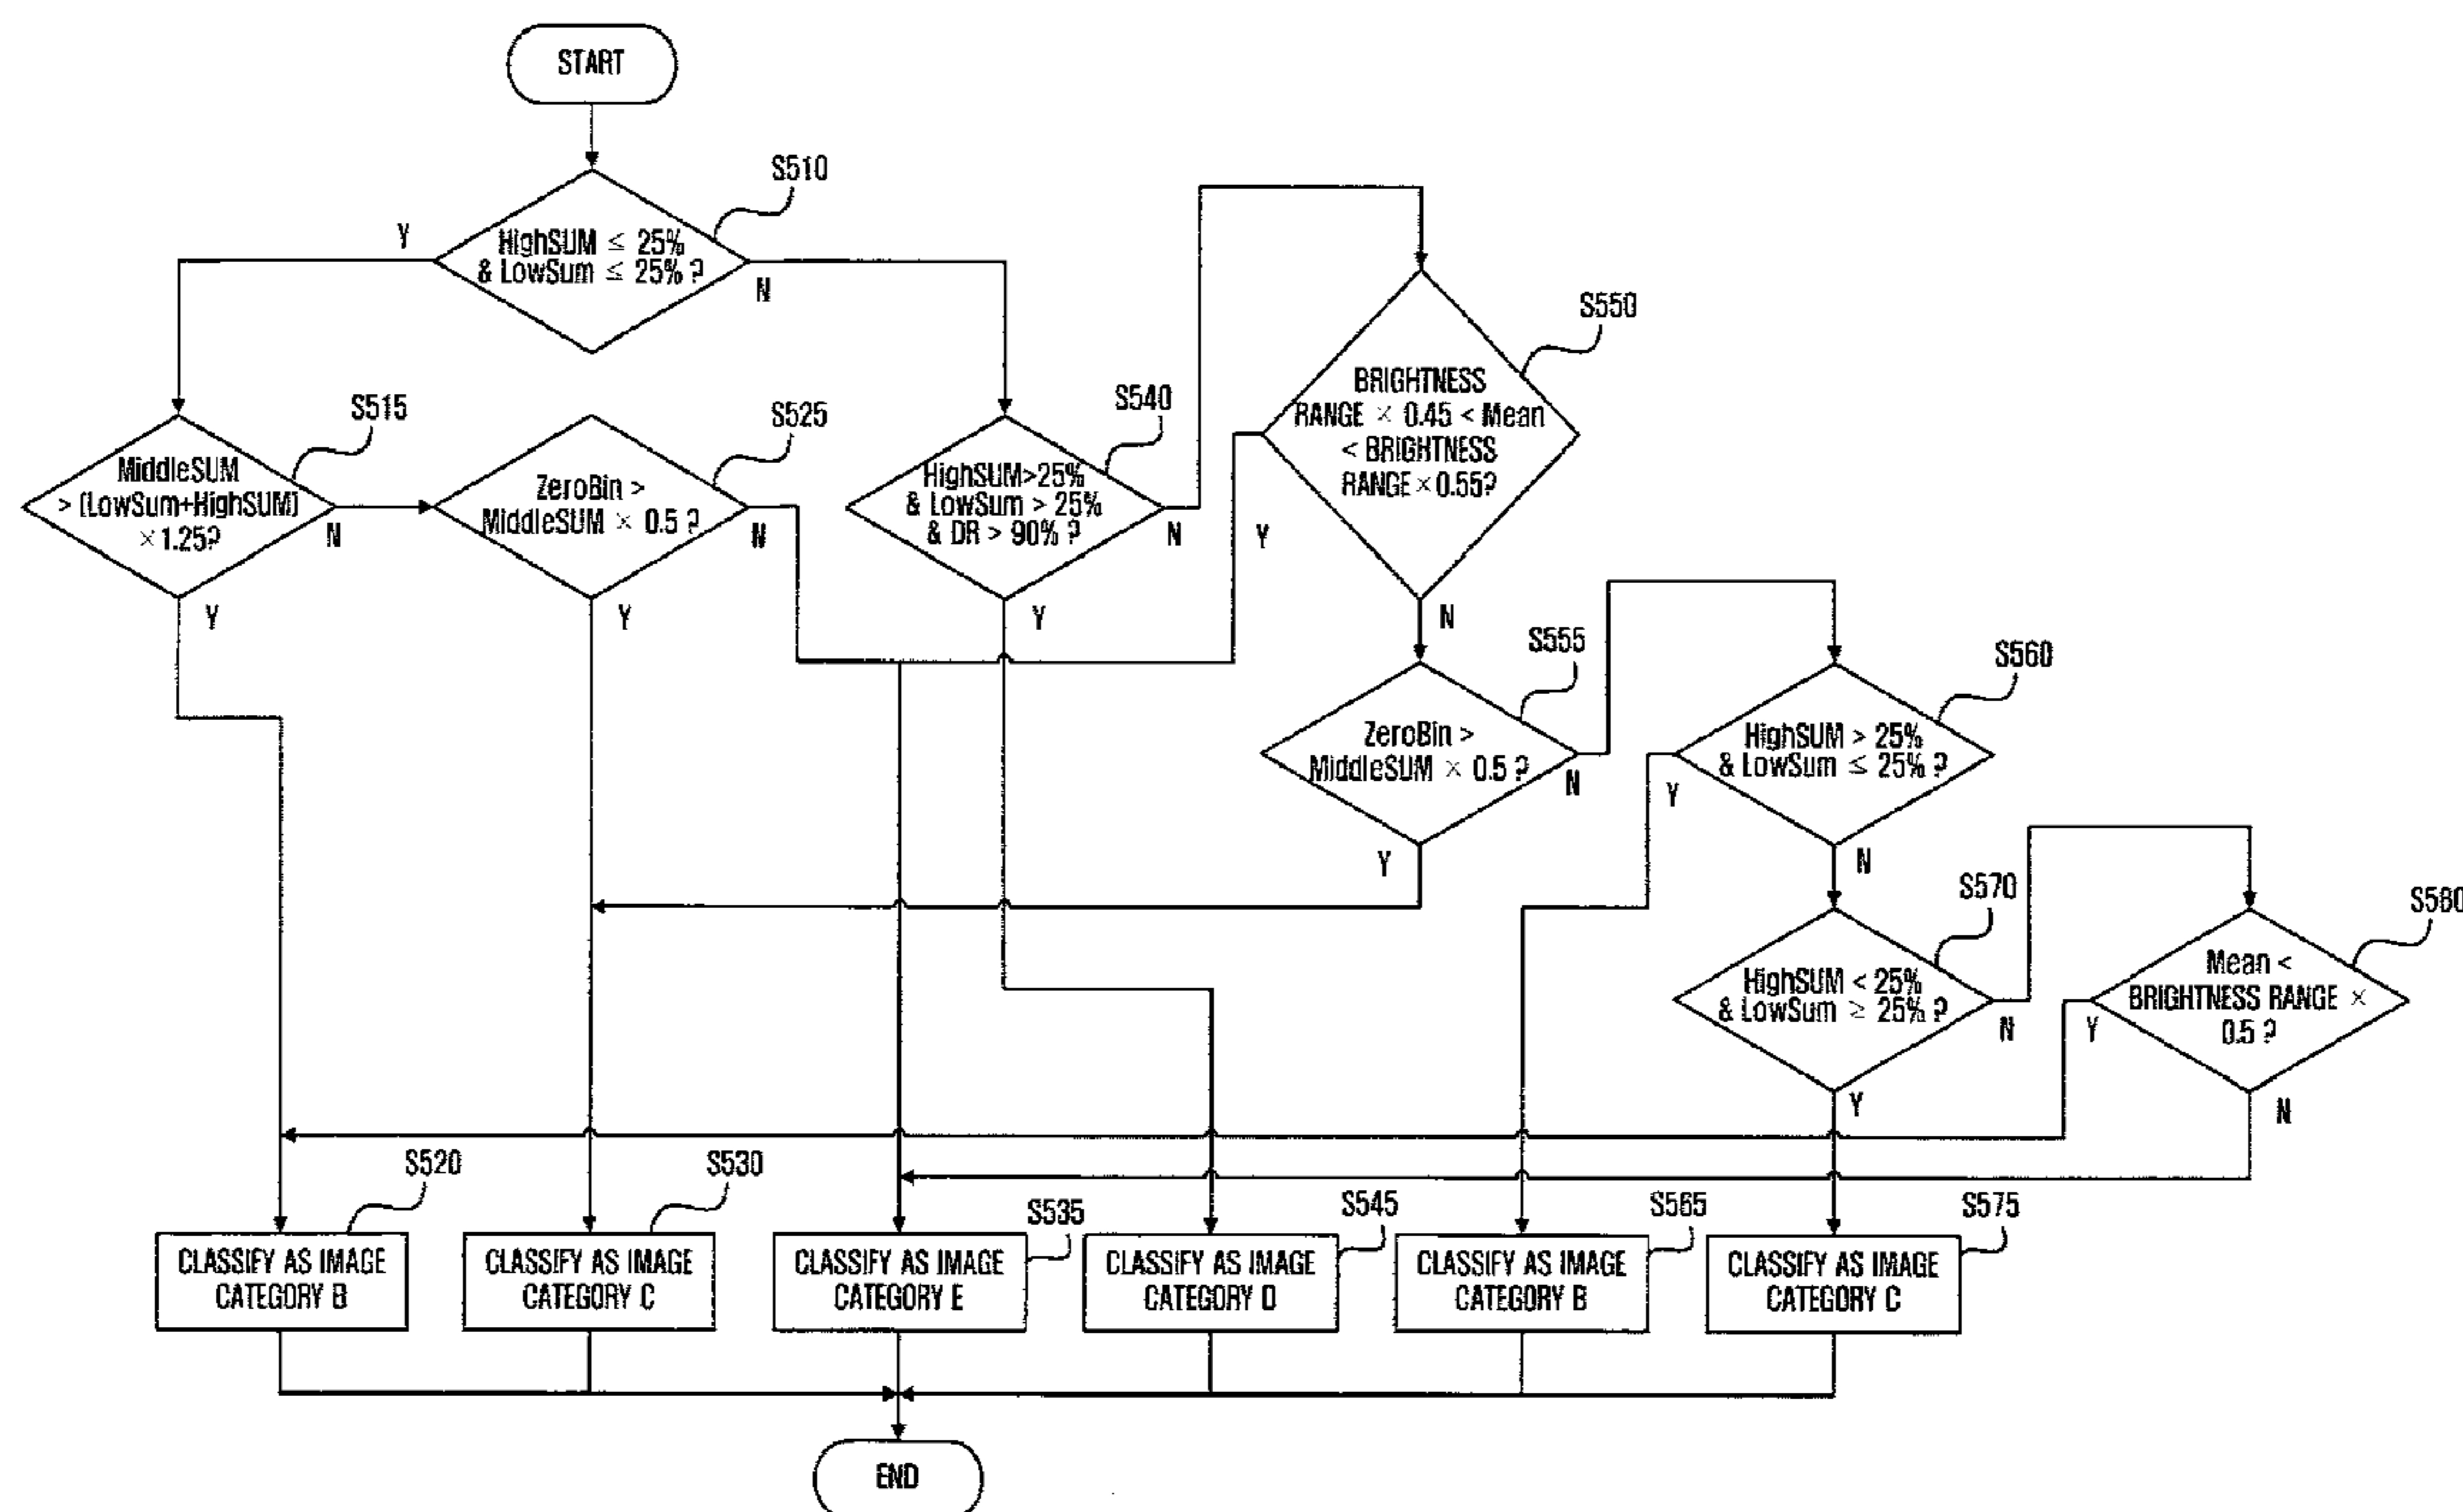 START
S510
Y
HighSUM ≤ 25%
& LowSum ≤ 25% ?
N
S550
BRIGHTNESS
RANGE × 0.45 < Mean
< BRIGHTNESS
RANGE × 0.55?
Y
N
S515
MiddleSUM
> (LowSum+HighSUM)
× 1.25?
N
Y
S525
ZeroBin >
MiddleSUM × 0.5 ?
N
Y
S540
HighSUM>25%
& LowSum > 25%
& DR > 90% ?
N
Y
S555
ZeroBin >
MiddleSUM × 0.5 ?
N
Y
S560
HighSUM > 25%
& LowSum ≤ 25% ?
Y
N
S570
HighSUM < 25%
& LowSum ≥ 25% ?
N
Y
S580
Mean <
BRIGHTNESS RANGE ×
0.5 ?
Y
N
S520
CLASSIFY AS IMAGE
CATEGORY B
S530
CLASSIFY AS IMAGE
CATEGORY C
S535
CLASSIFY AS IMAGE
CATEGORY E
S545
CLASSIFY AS IMAGE
CATEGORY D
S565
CLASSIFY AS IMAGE
CATEGORY B
S575
CLASSIFY AS IMAGE
CATEGORY C
END